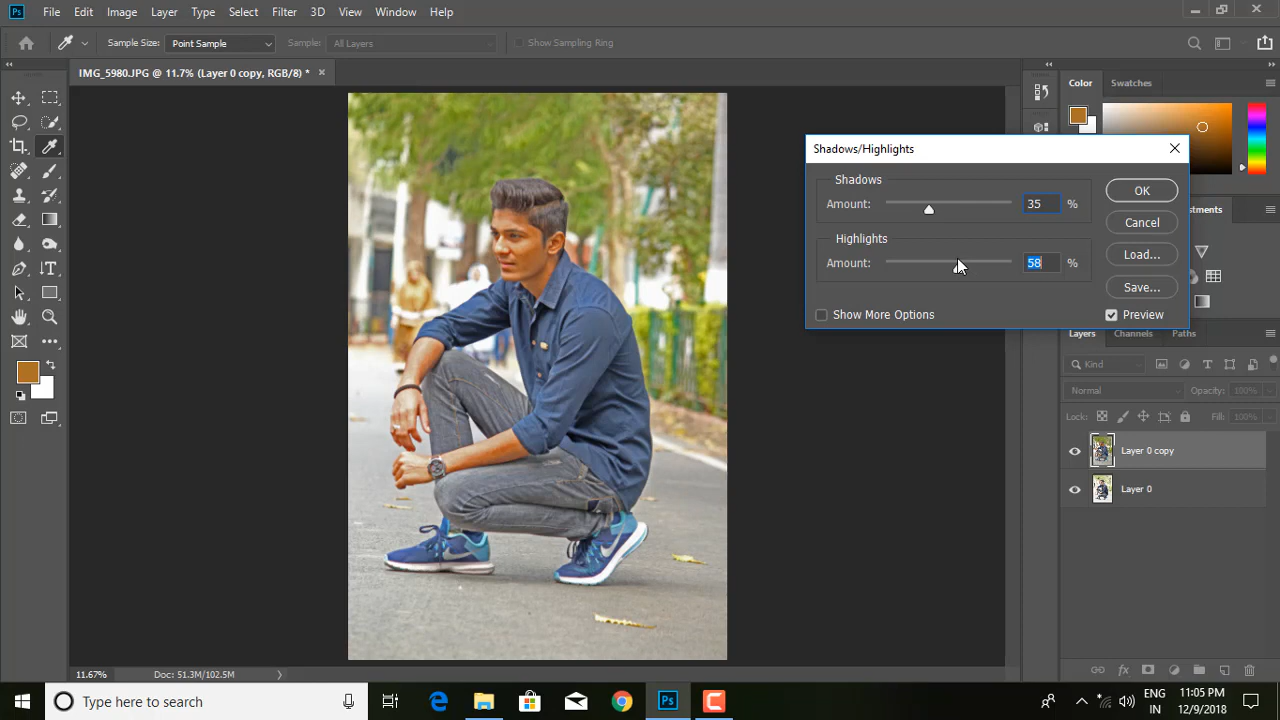 Ps File Edit Image Layer Type Select Filter 3D View Window Help
Sample Size: Point Sample Sample: All Layers Show Sampling Ring
IMG_5980.JPG @ 11.7% (Layer 0 copy, RGB/8) * ×
Color Swatches
Shadows/Highlights
Shadows
Amount: 35 %
Highlights
Amount: 58 %
Show More Options
OK
Cancel
Load...
Save...
Preview
Layers Channels Paths
Kind
Normal Opacity: 100%
Lock: Fill: 100%
Layer 0 copy
Layer 0
11.67% Doc: 51.3M/102.5M
Type here to search
Ps
ENG
IN
11:05 PM
12/9/2018